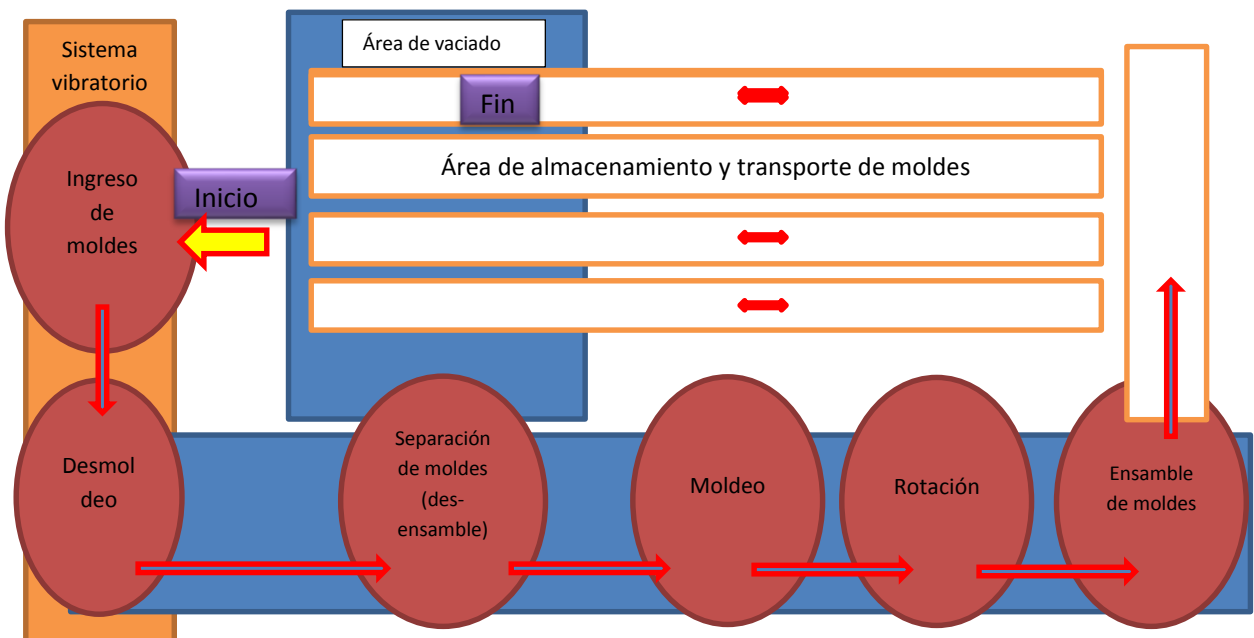 Sistema
vibratorio
Área de vaciado
Fin
Área de almacenamiento y transporte de moldes
Ingreso
de
moldes
Inicio
Desmol
deo
Separación
de moldes
(des-
ensamble)
Moldeo
Rotación
Ensamble
de moldes